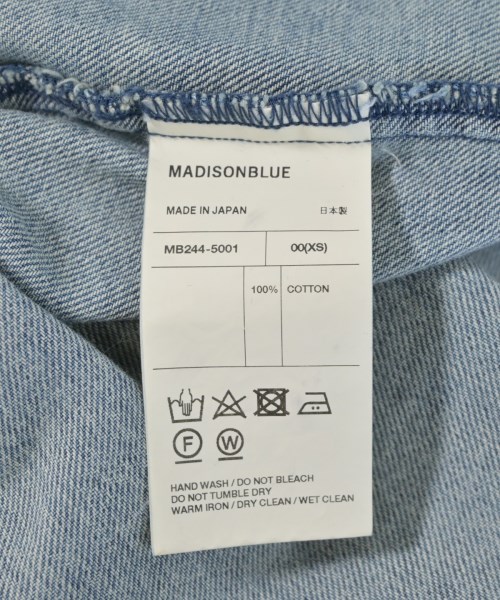 MADISONBLUE
MADE IN JAPAN 日本製
MB244-5001 00(XS)
100% COTTON
F W
HAND WASH / DO NOT BLEACH
DO NOT TUMBLE DRY
WARM IRON / DRY CLEAN / WET CLEAN